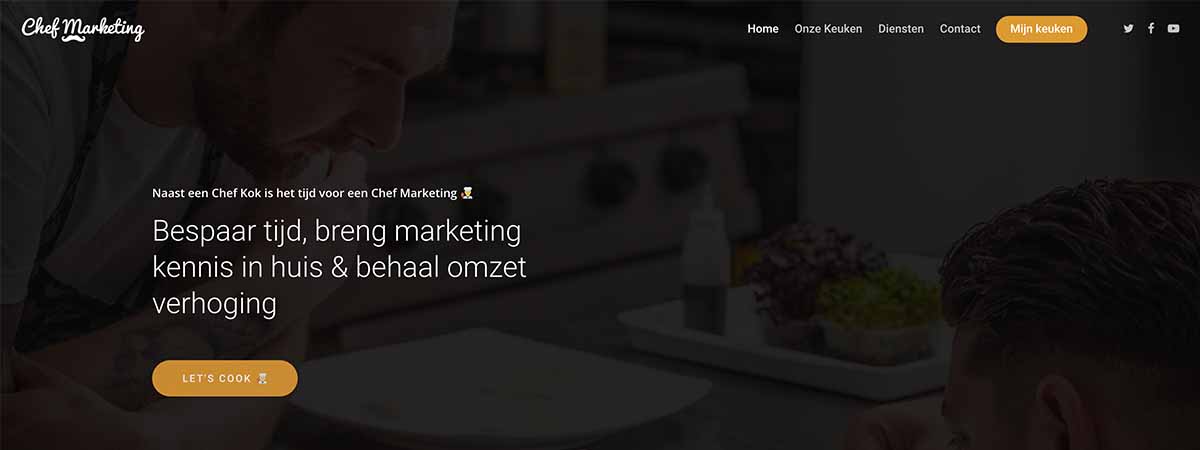 Chef Marketing
Home Onze Keuken Diensten Contact Mijn keuken
Naast een Chef Kok is het tijd voor een Chef Marketing 👨‍🍳
Bespaar tijd, breng marketing
kennis in huis & behaal omzet
verhoging
LET'S COOK 👨‍🍳